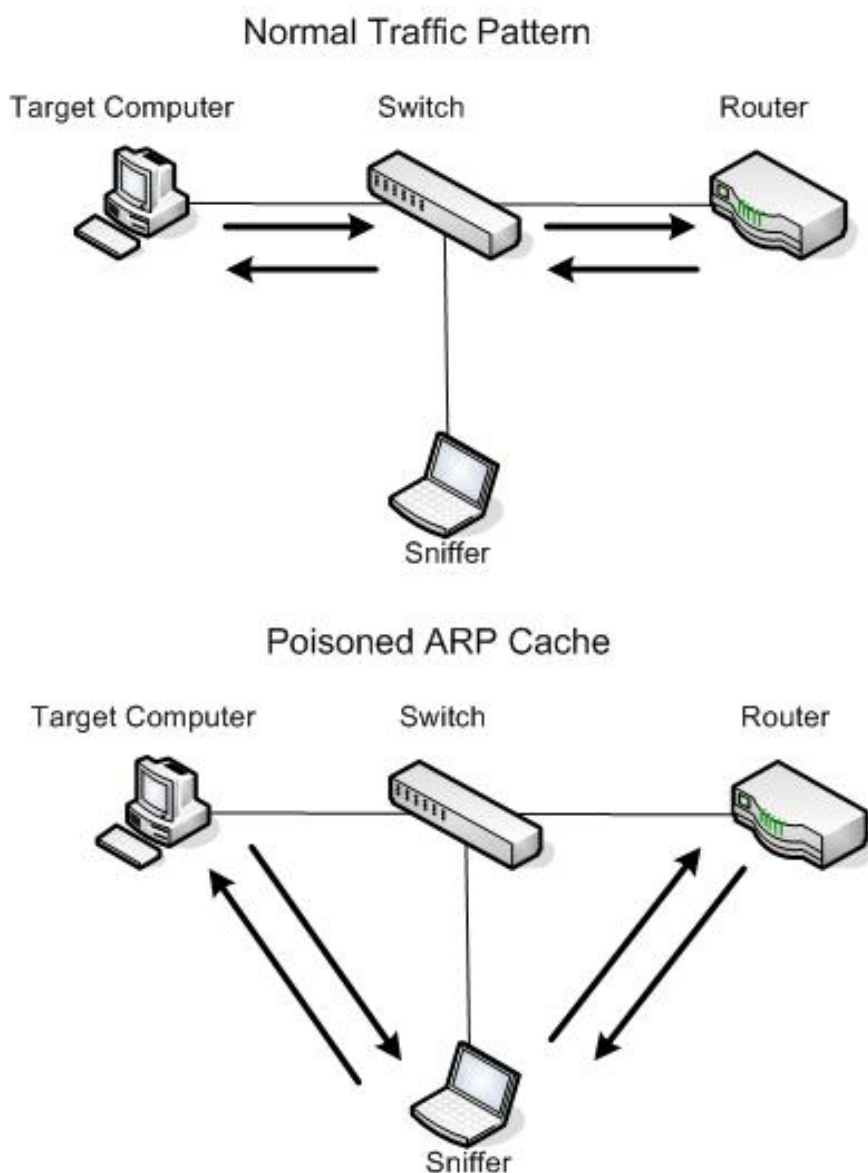 Normal Traffic Pattern
Target Computer
Switch
Router
Sniffer
Poisoned ARP Cache
Target Computer
Switch
Router
Sniffer